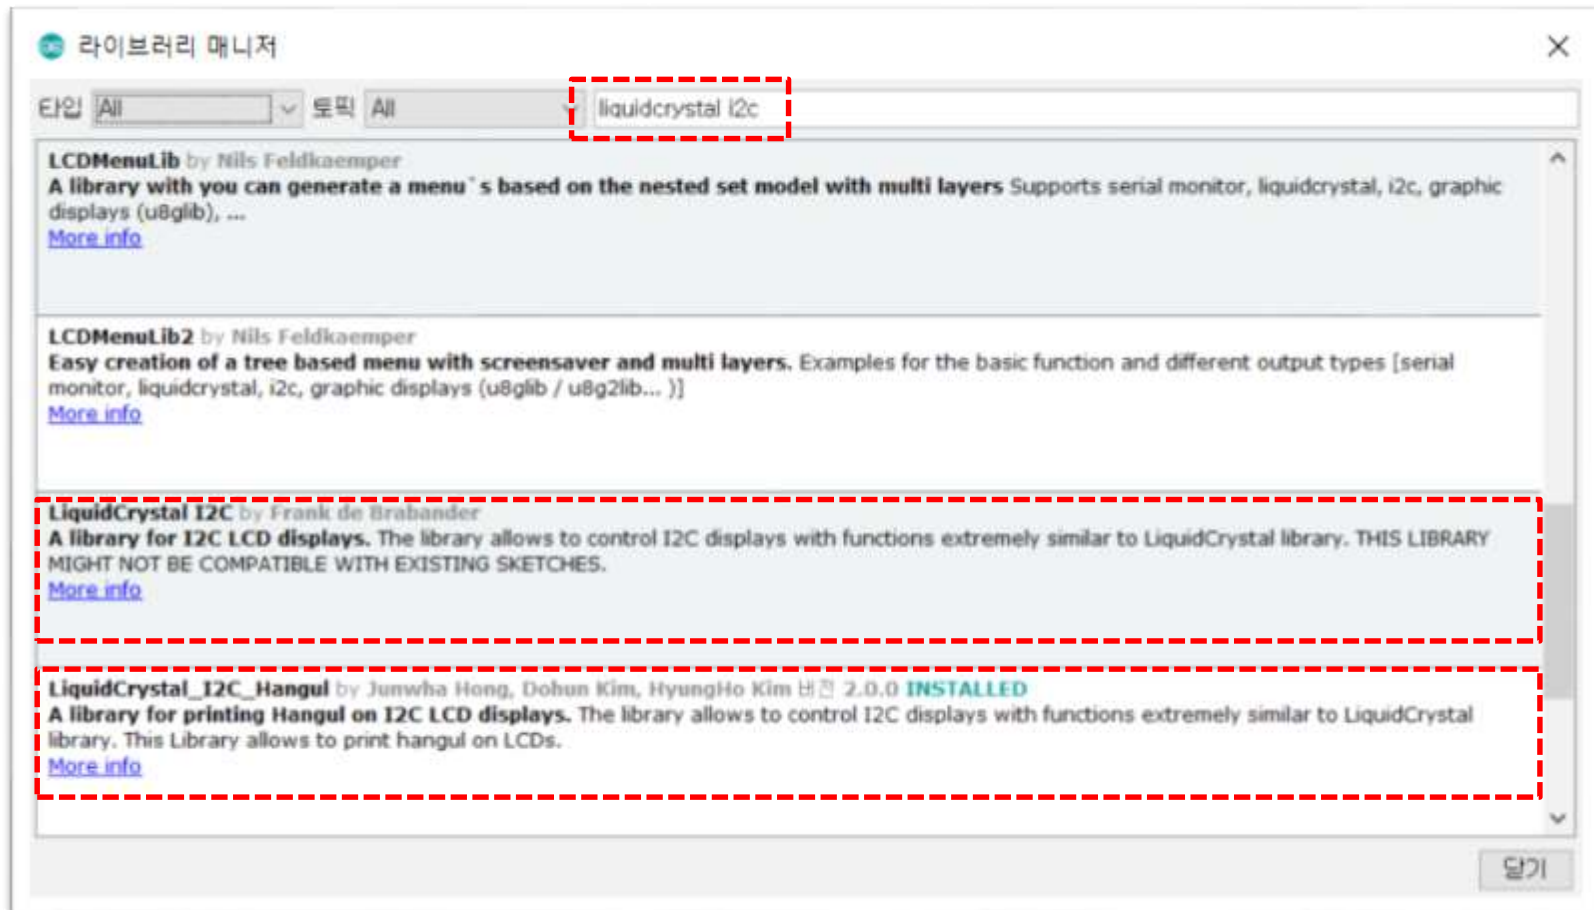 라이브러리 매니저
타입 All 토픽 All liquidcrystal i2c
LCDMenuLib by Nils Feldkaemper
A library with you can generate a menu`s based on the nested set model with multi layers Supports serial monitor, liquidcrystal, i2c, graphic
displays (u8glib), ...
More info
LCDMenuLib2 by Nils Feldkaemper
Easy creation of a tree based menu with screensaver and multi layers. Examples for the basic function and different output types [serial
monitor, liquidcrystal, i2c, graphic displays (u8glib / u8g2lib... )]
More info
LiquidCrystal I2C by Frank de Brabander
A library for I2C LCD displays. The library allows to control I2C displays with functions extremely similar to LiquidCrystal library. THIS LIBRARY
MIGHT NOT BE COMPATIBLE WITH EXISTING SKETCHES.
More info
LiquidCrystal_I2C_Hangul by Junwha Hong, Dohun Kim, HyungHo Kim 버전 2.0.0 INSTALLED
A library for printing Hangul on I2C LCD displays. The library allows to control I2C displays with functions extremely similar to LiquidCrystal
library. This Library allows to print hangul on LCDs.
More info
닫기